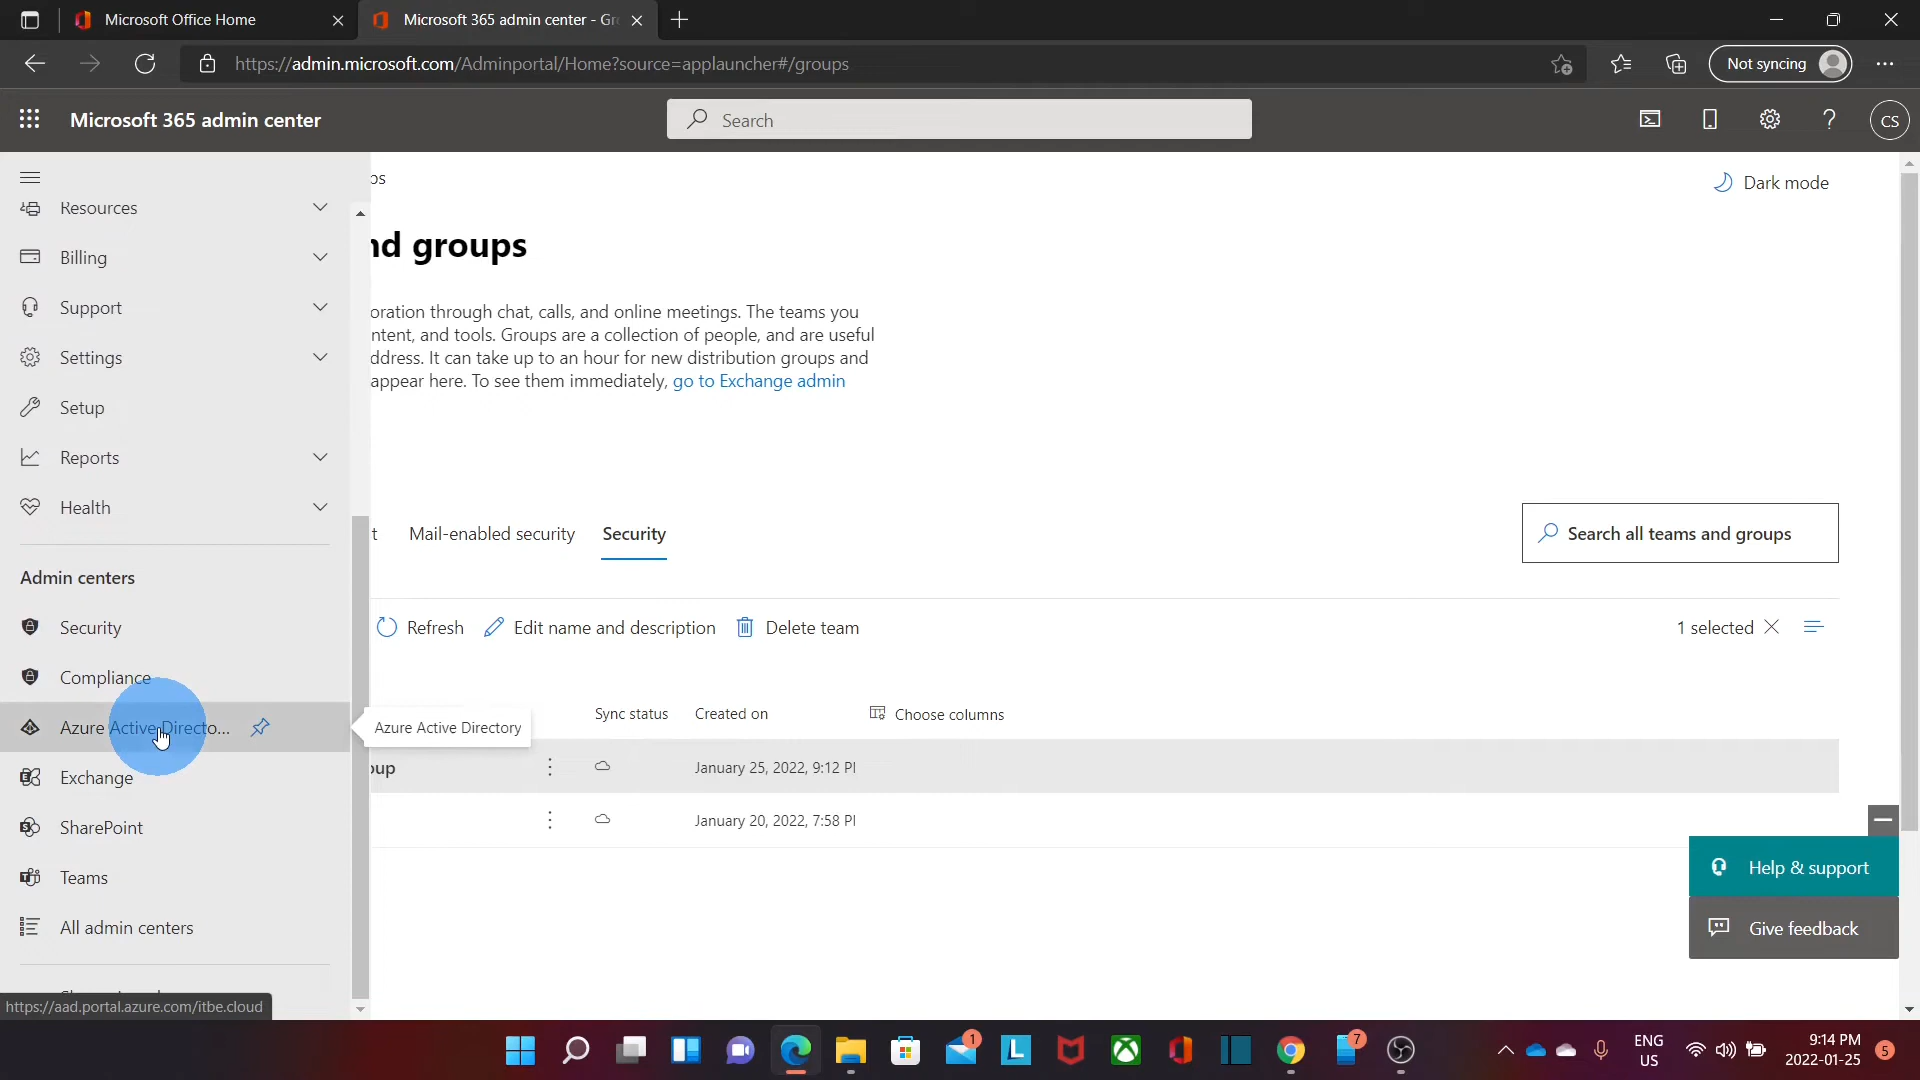 Microsoft Office Home
Microsoft 365 admin center - Gr
https://admin.microsoft.com/Adminportal/Home?source=applauncher#/groups
Not syncing
Microsoft 365 admin center
Search
CS
Resources
Billing
Support
Settings
Setup
Reports
Health
Admin centers
Security
Compliance
Azure Active Directo...
Exchange
SharePoint
Teams
All admin centers
https://aad.portal.azure.com/itbe.cloud
Azure Active Directory
ps
Dark mode
nd groups
oration through chat, calls, and online meetings. The teams you
ntent, and tools. Groups are a collection of people, and are useful
ddress. It can take up to an hour for new distribution groups and
appear here. To see them immediately, go to Exchange admin
t Mail-enabled security Security
Search all teams and groups
Refresh Edit name and description Delete team
1 selected
Sync status Created on Choose columns
oup January 25, 2022, 9:12 PI
January 20, 2022, 7:58 PI
Help & support
Give feedback
1
7
ENG
US
9:14 PM
2022-01-25
5